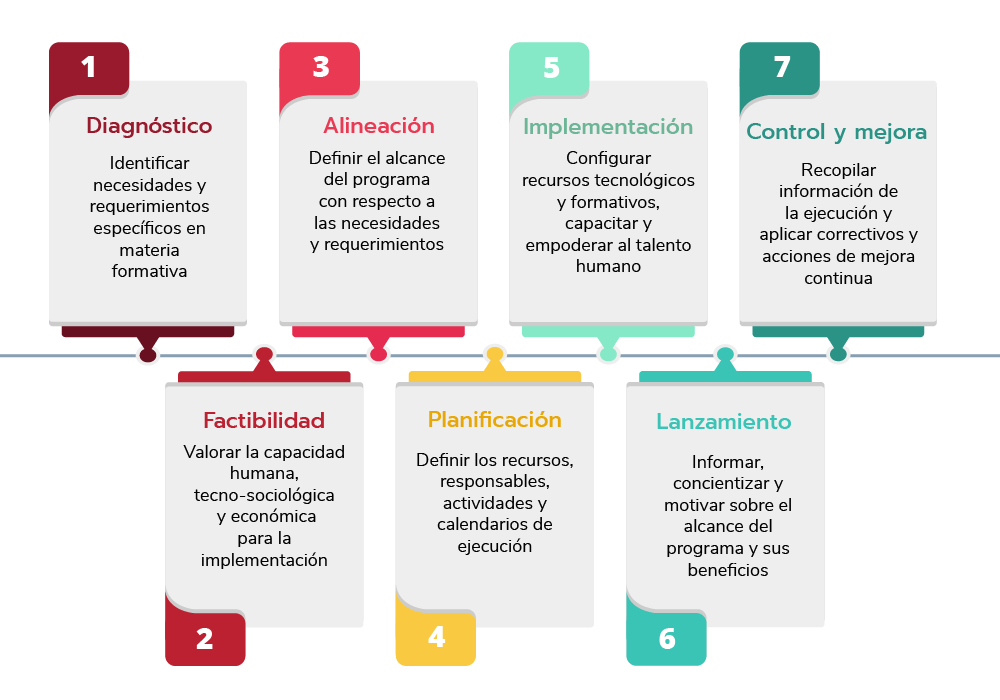 1
Diagnóstico
Identificar
necesidades y
requerimientos
específicos en
materia
formativa
2
Factibilidad
Valorar la capacidad
humana,
tecno-sociológica
y económica
para la
implementación
3
Alineación
Definir el alcance
del programa
con respecto a
las necesidades
y requerimientos
4
Planificación
Definir los recursos,
responsables,
actividades y
calendarios de
ejecución
5
Implementación
Configurar
recursos tecnológicos
y formativos,
capacitar y
empoderar al talento
humano
6
Lanzamiento
Informar,
concientizar y
motivar sobre el
alcance del
programa y sus
beneficios
7
Control y mejora
Recopilar
información de
la ejecución y
aplicar correctivos y
acciones de mejora
continua